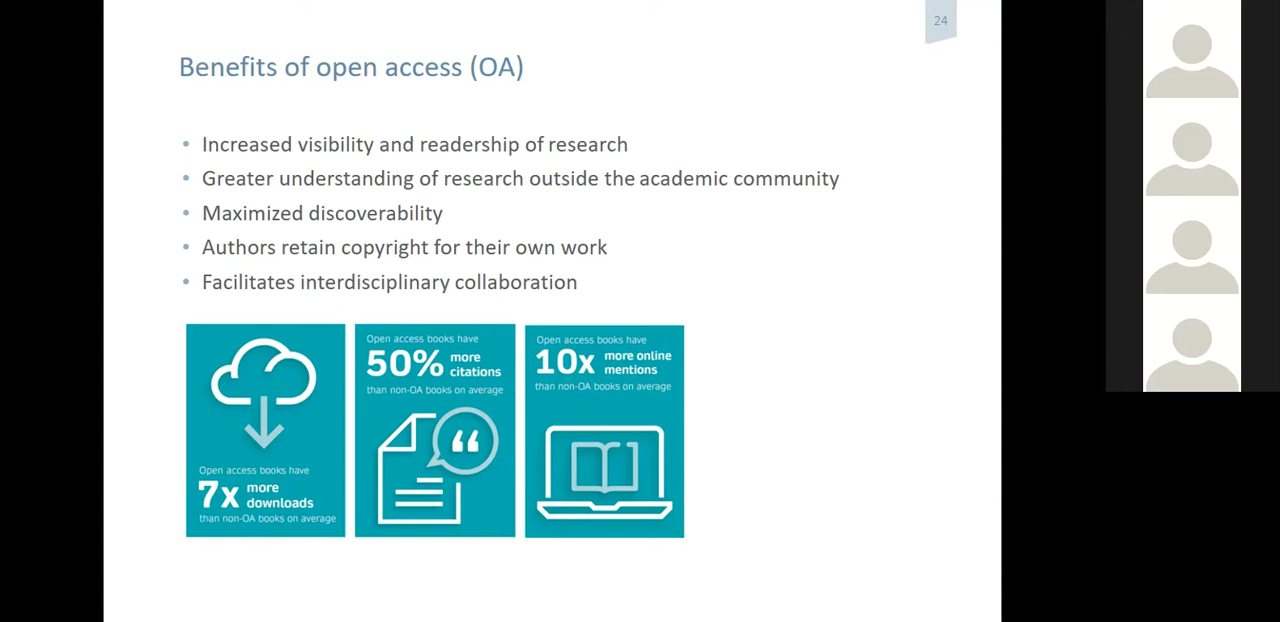 24
Benefits of open access (OA)
• Increased visibility and readership of research
• Greater understanding of research outside the academic community
• Maximized discoverability
• Authors retain copyright for their own work
• Facilitates interdisciplinary collaboration
Open access books have
7x more
downloads
than non-OA books on average
Open access books have
50% more
citations
than non-OA books on average
Open access books have
10x more online
mentions
than non-OA books on average